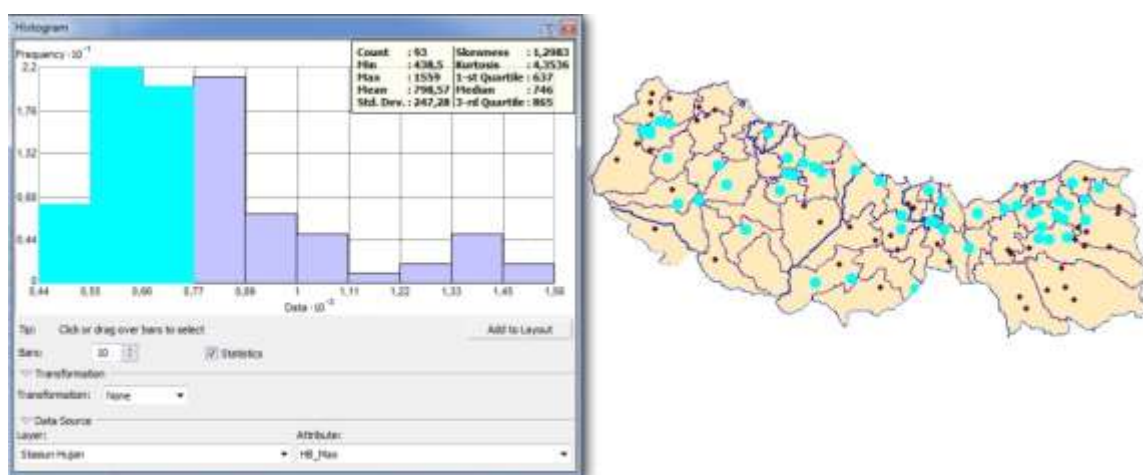 Histogram
Frequency · 10⁻¹
Count : 93 Skewness : 1,2983
Min : 438,5 Kurtosis : 4,3536
Max : 1559 1-st Quartile : 637
Mean : 798,57 Median : 746
Std. Dev. : 247,28 3-rd Quartile : 865
2,2
1,76
1,32
0,88
0,44
0
0,44 0,55 0,66 0,77 0,89 1 1,11 1,22 1,33 1,45 1,56
Data · 10⁻³
Tip: Click or drag over bars to select Add to Layout
Bars: 10 Statistics
Transformation
Transformation: None
Data Source
Layer: Attribute:
Stasiun Hujan HB_Max